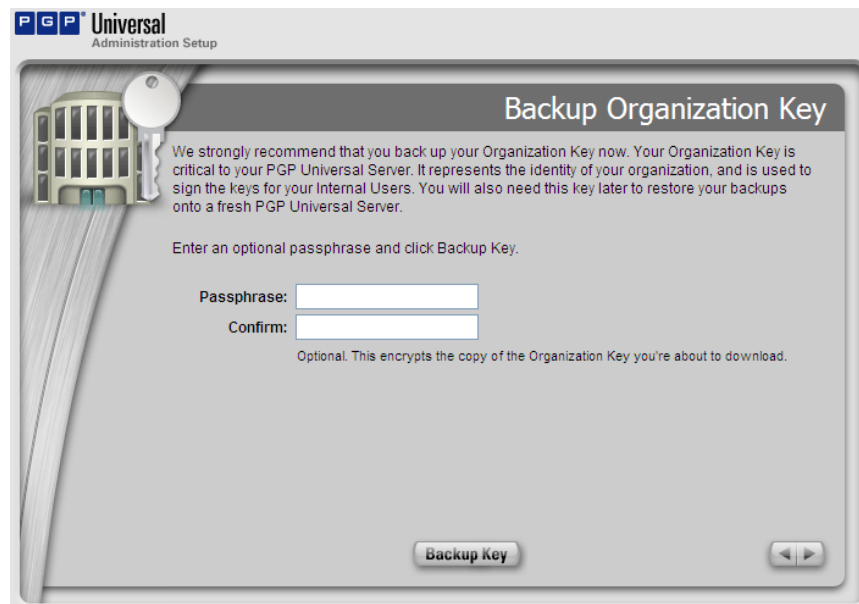 PGP Universal
Administration Setup
Backup Organization Key
We strongly recommend that you back up your Organization Key now. Your Organization Key is
critical to your PGP Universal Server. It represents the identity of your organization, and is used to
sign the keys for your Internal Users. You will also need this key later to restore your backups
onto a fresh PGP Universal Server.
Enter an optional passphrase and click Backup Key.
Passphrase:
Confirm:
Optional. This encrypts the copy of the Organization Key you're about to download.
Backup Key